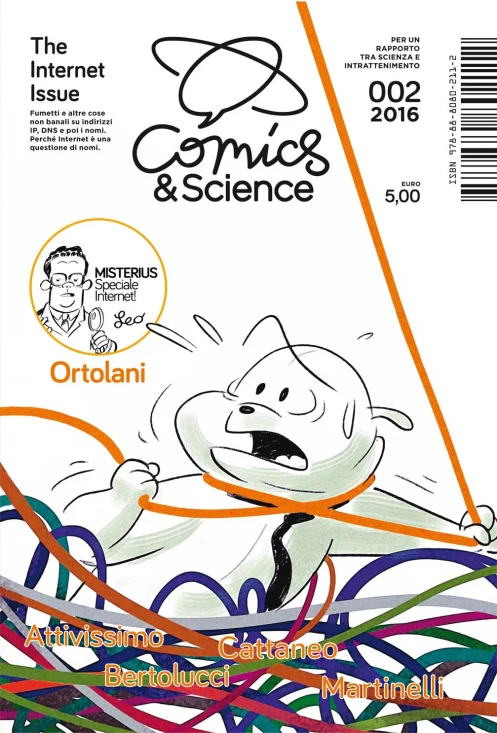 The
Internet
Issue
Fumetti e altre cose
non banali su indirizzi
IP, DNS e poi i nomi.
Perché internet è una
questione di nomi.
Comics
&Science
PER UN
RAPPORTO
TRA SCIENZA E
INTRATTENIMENTO
002
2016
EURO
5,00
ISBN 978-88-8080-211-2
MISTERIUS
Speciale
Internet!
Leo
Ortolani
Attivissimo
Cattaneo
Bertolucci
Martinelli